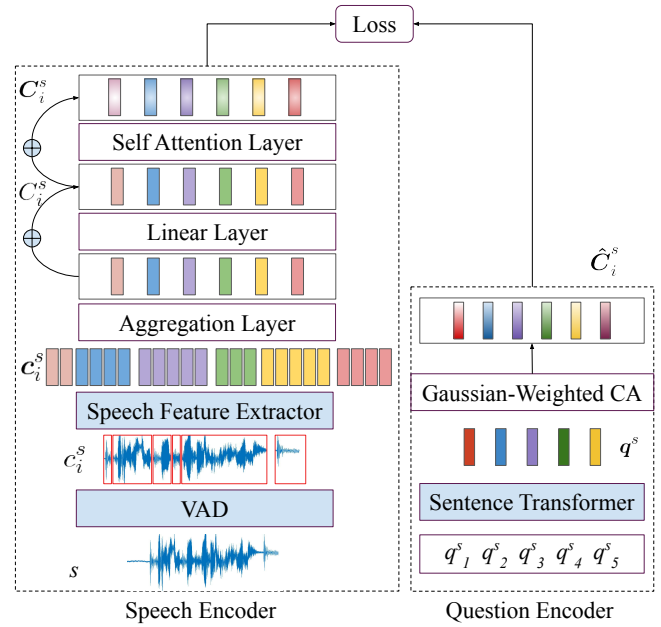 Loss
C_i^s
Self Attention Layer
C_i^s
Linear Layer
Aggregation Layer
c_i^s
Speech Feature Extractor
c_i^s
VAD
s
Speech Encoder
Ĉ_i^s
Gaussian-Weighted CA
q^s
Sentence Transformer
q^s_1 q^s_2 q^s_3 q^s_4 q^s_5
Question Encoder